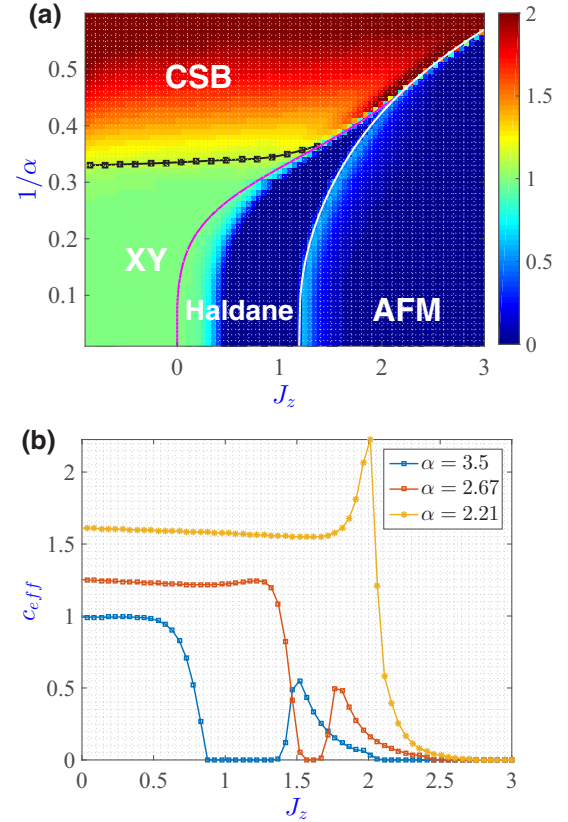 (a)
CSB
XY
Haldane
AFM
1/α
0.5
0.4
0.3
0.2
0.1
0 1 2 3
J_z
2
1.5
1
0.5
0
(b)
α = 3.5
α = 2.67
α = 2.21
c_{eff}
2
1.5
1
0.5
0
0 0.5 1 1.5 2 2.5 3
J_z